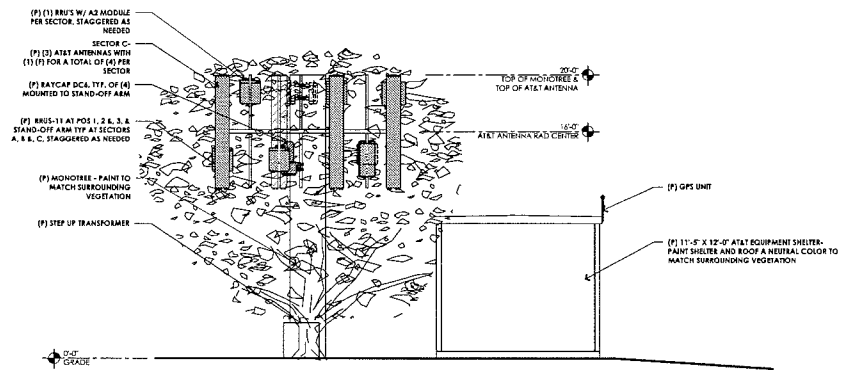 (P) (1) RRU'S W/ A2 MODULE
PER SECTOR, STAGGERED AS
NEEDED
SECTOR C-
(P) (3) AT&T ANTENNAS WITH
(1) (F) FOR A TOTAL OF (4) PER
SECTOR
(P) RAYCAP DC6, TYP. OF (4)
MOUNTED TO STAND-OFF ARM
(P) RRUS-11 AT POS 1, 2 &, 3, &
STAND-OFF ARM TYP AT SECTORS
A, B &, C, STAGGERED AS NEEDED
(P) MONOTREE - PAINT TO
MATCH SURROUNDING
VEGETATION
(P) STEP UP TRANSFORMER
20'-0"
TOP OF MONOTREE &
TOP OF AT&T ANTENNA
16'-0"
AT&T ANTENNA RAD CENTER
(P) GPS UNIT
(P) 11'-5" X 12'-0" AT&T EQUIPMENT SHELTER-
PAINT SHELTER AND ROOF A NEUTRAL COLOR TO
MATCH SURROUNDING VEGETATION
0'-0"
GRADE